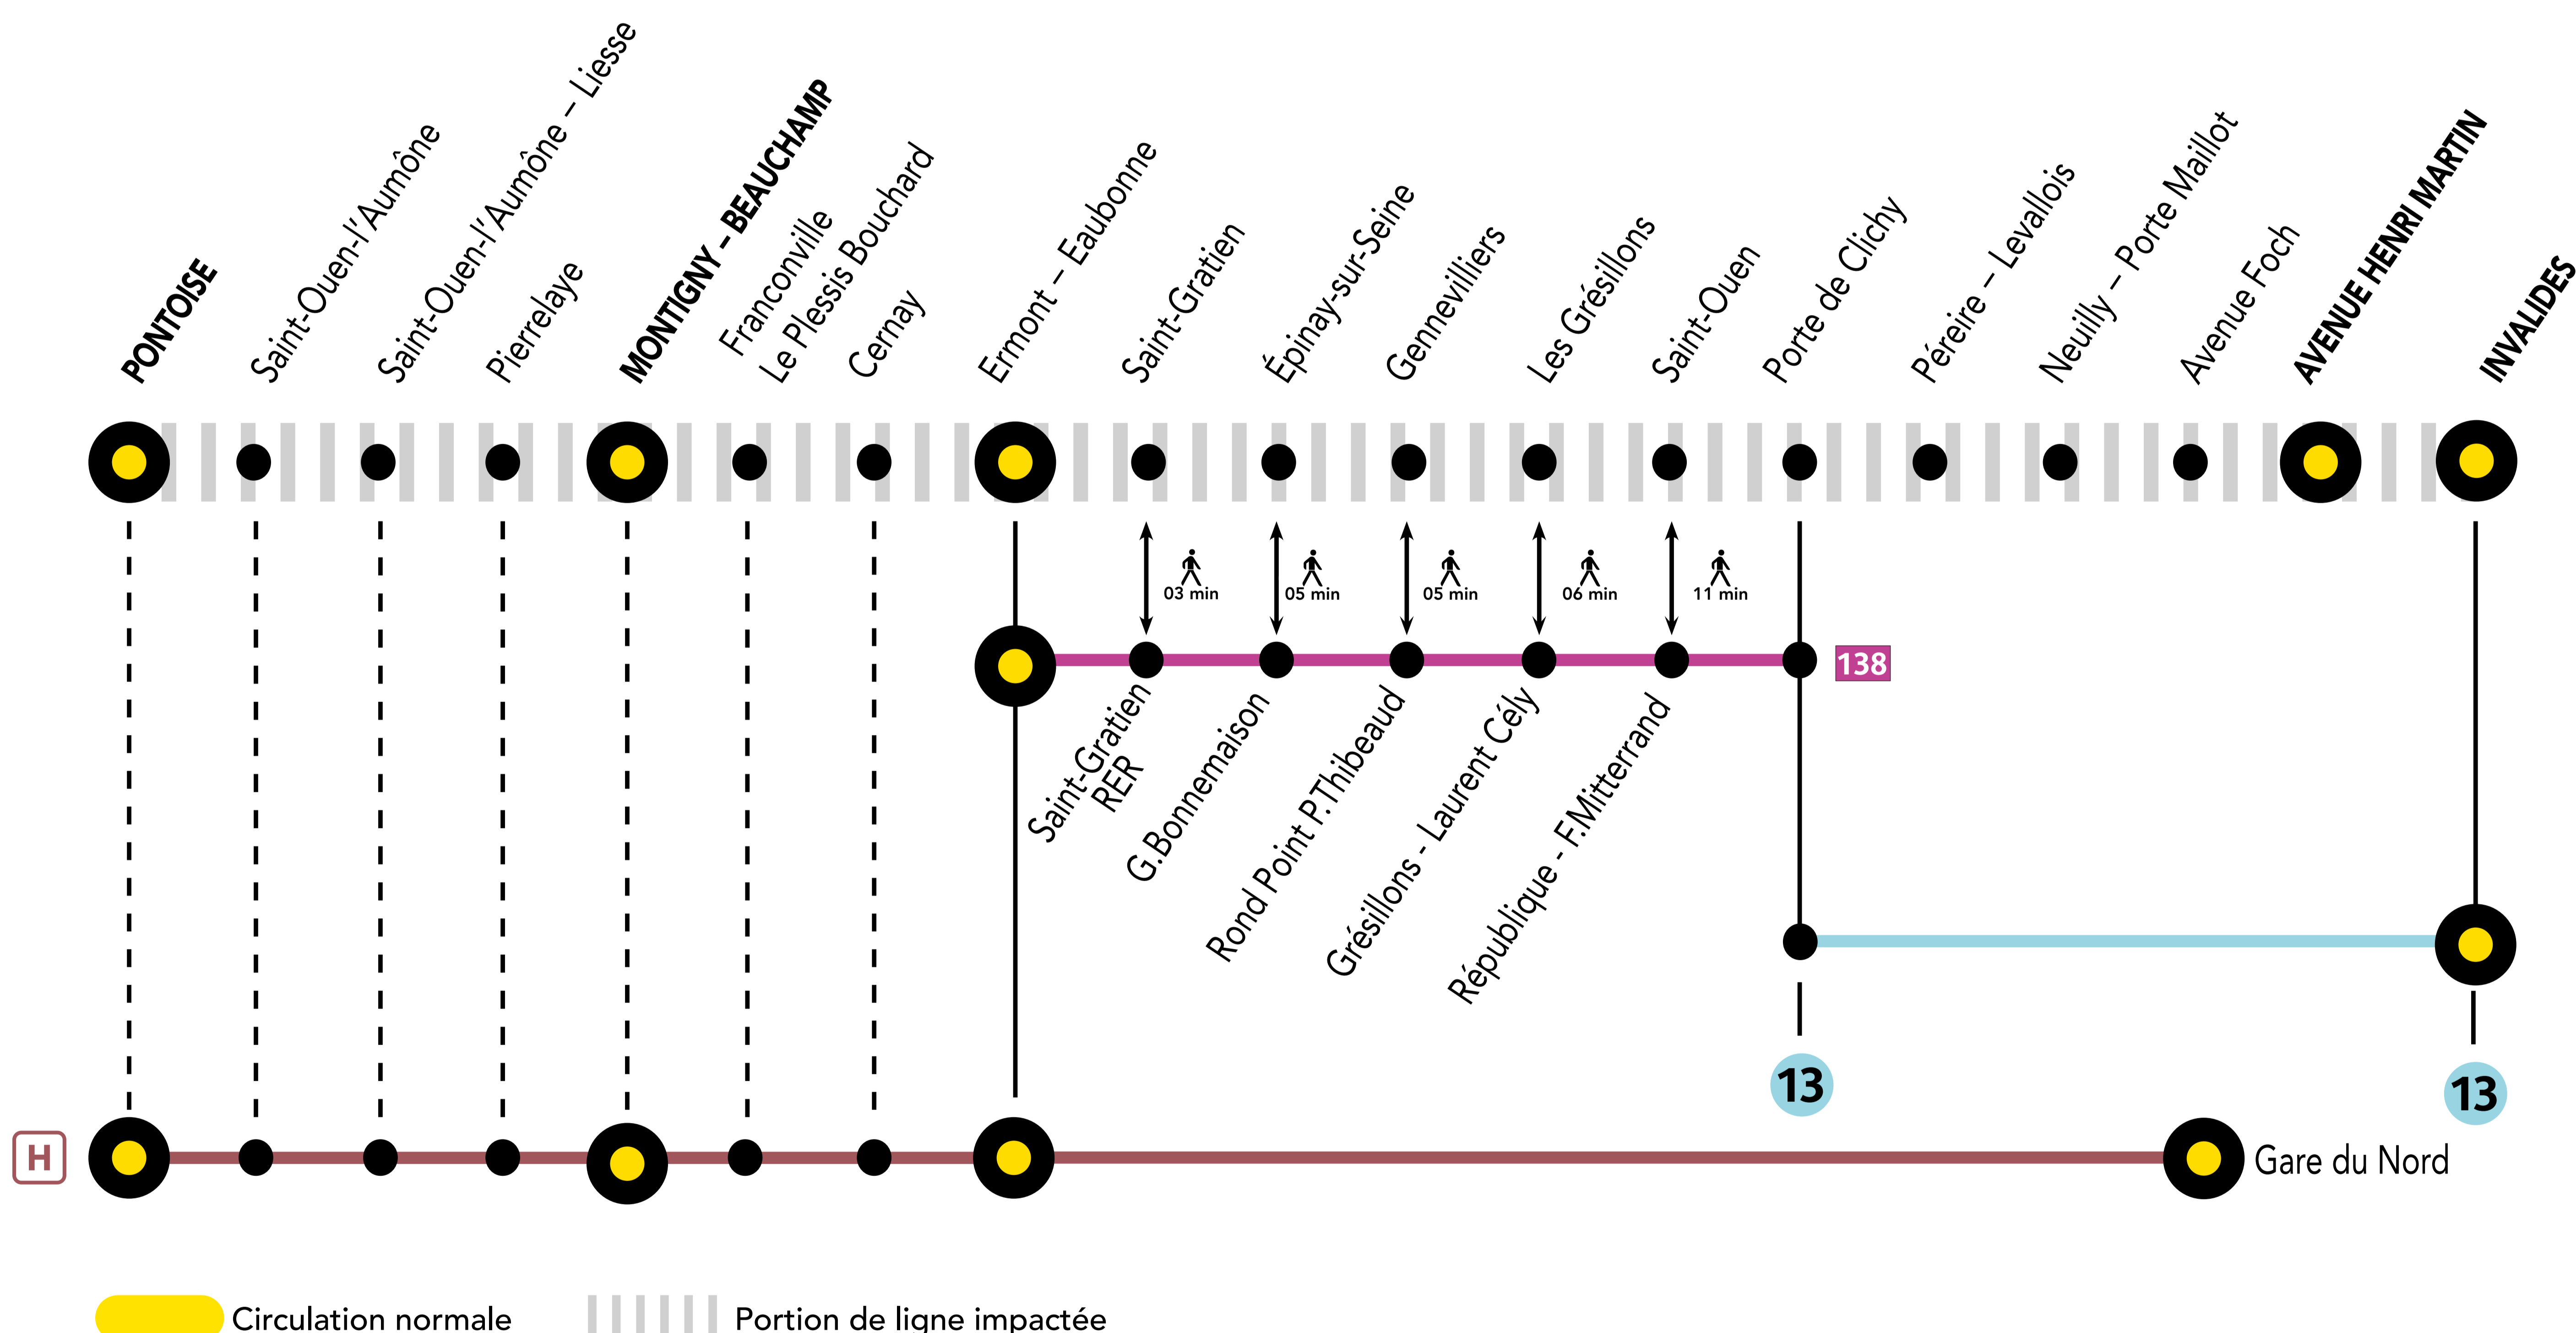 PONTOISE
Saint-Ouen-l'Aumône
Saint-Ouen-l'Aumône – Liesse
Pierrelaye
MONTIGNY – BEAUCHAMP
Franconville
Le Plessis Bouchard
Cernay
Ermont – Eaubonne
Saint-Gratien
Épinay-sur-Seine
Gennevilliers
Les Grésillons
Saint-Ouen
Porte de Clichy
Péreire – Levallois
Neuilly – Porte Maillot
Avenue Foch
AVENUE HENRI MARTIN
INVALIDES
03 min
05 min
05 min
06 min
11 min
138
Saint-Gratien
RER
G.Bonnemaison
Rond Point P.Thibeaud
Grésillons - Laurent Cély
République - F.Mitterrand
13
13
H
Gare du Nord
Circulation normale
Portion de ligne impactée